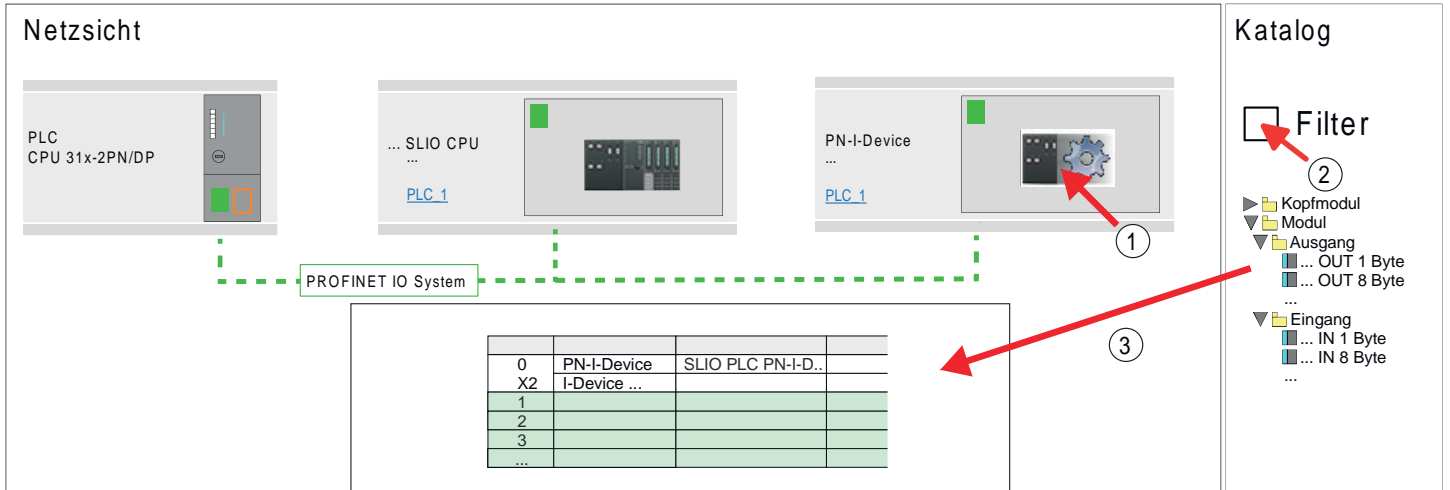 Netzsicht
PLC
CPU 31x-2PN/DP
... SLIO CPU
...
PLC_1
PN-I-Device
...
PLC_1
1
PROFINET IO System
0 PN-I-Device SLIO PLC PN-I-D..
X2 I-Device ...
1
2
3
...
3
Katalog
Filter
2
Kopfmodul
Modul
Ausgang
... OUT 1 Byte
... OUT 8 Byte
...
Eingang
... IN 1 Byte
... IN 8 Byte
...